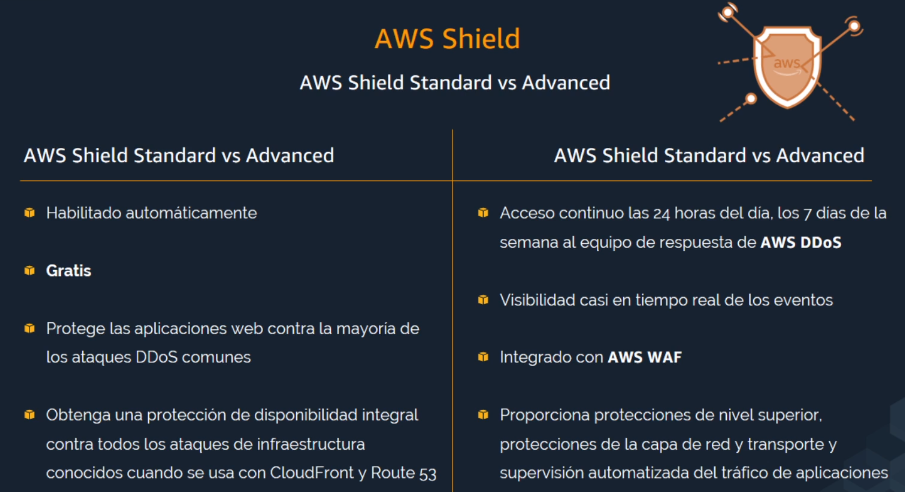 AWS Shield
AWS Shield Standard vs Advanced
aws
AWS Shield Standard vs Advanced
Habilitado automáticamente
Gratis
Protege las aplicaciones web contra la mayoría de
los ataques DDoS comunes
Obtenga una protección de disponibilidad integral
contra todos los ataques de infraestructura
conocidos cuando se usa con CloudFront y Route 53
AWS Shield Standard vs Advanced
Acceso continuo las 24 horas del día, los 7 dias de la
semana al equipo de respuesta de AWS DDoS
Visibilidad casi en tiempo real de los eventos
Integrado con AWS WAF
Proporciona protecciones de nivel superior,
protecciones de la capa de red y transporte y
supervisión automatizada del tráfico de aplicaciones